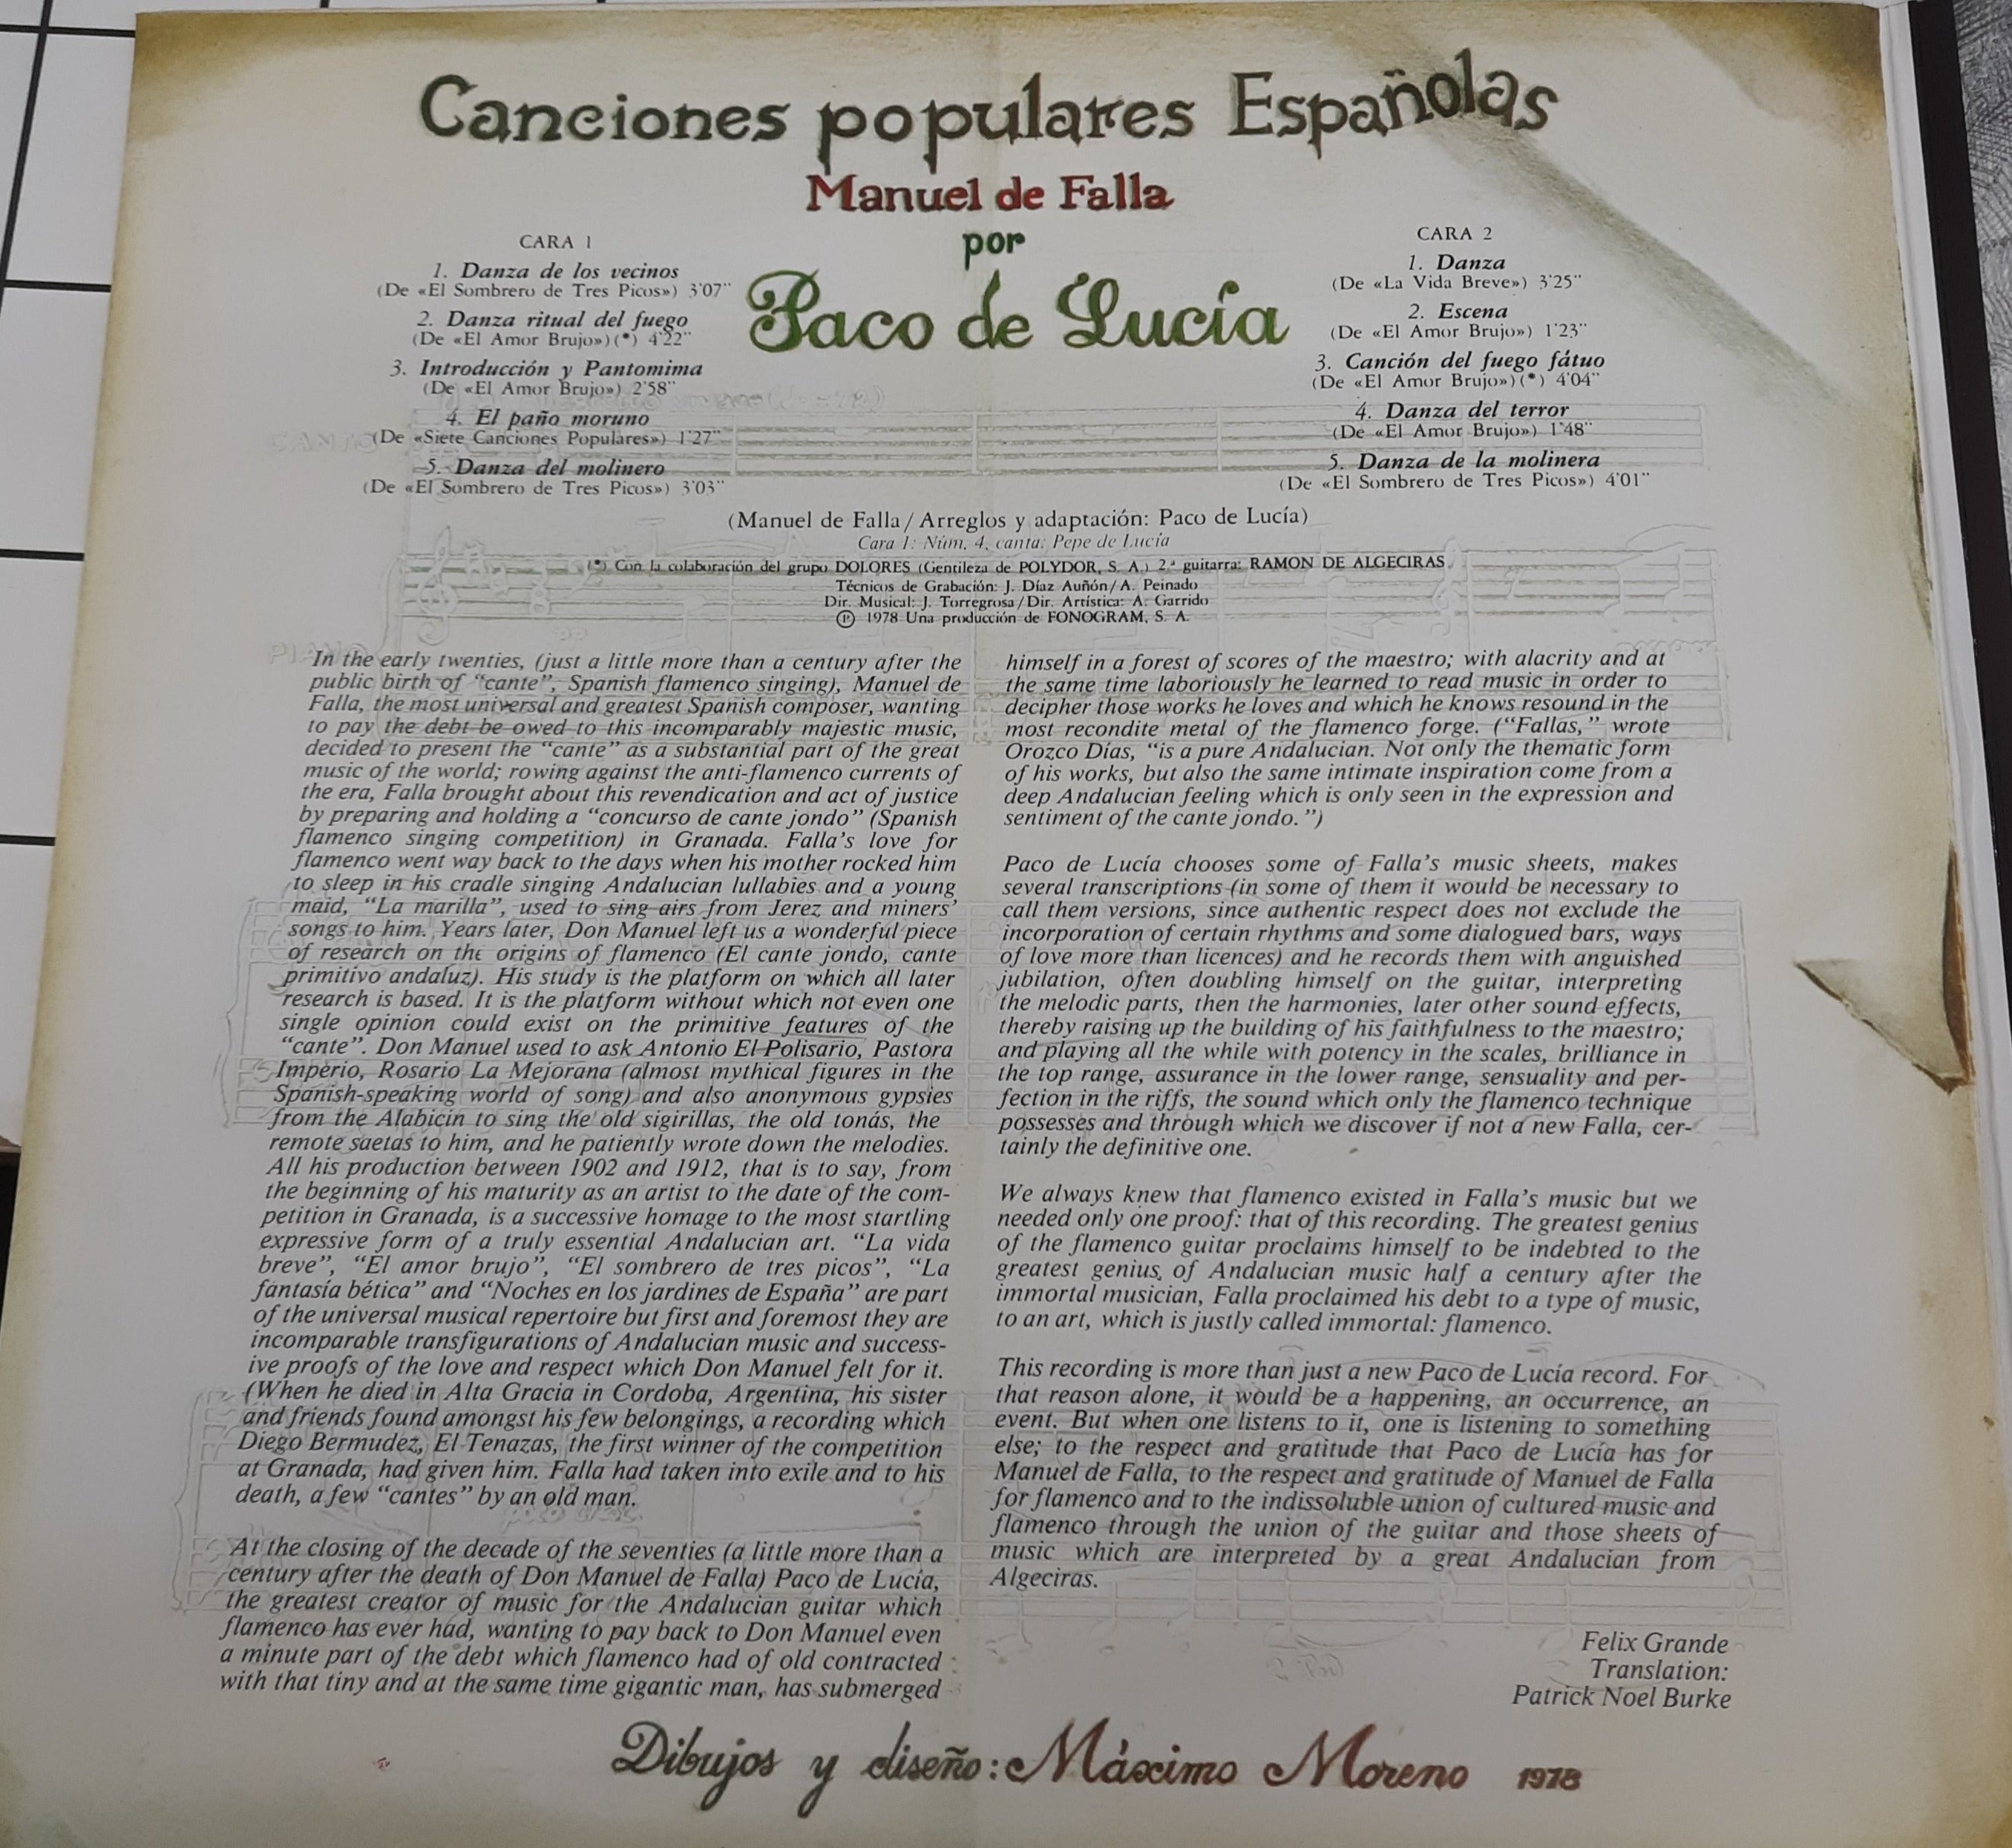 Canciones populares Españolas
Manuel de Falla
por
Paco de Lucía
CARA 1
1. Danza de los vecinos
(De «El Sombrero de Tres Picos») 3'07''
2. Danza ritual del fuego
(De «El Amor Brujo») (*) 4'22''
3. Introducción y Pantomima
(De «El Amor Brujo») 2'58''
4. El paño moruno
(De «Siete Canciones Populares») 1'27''
5. Danza del molinero
(De «El Sombrero de Tres Picos») 3'03''
CARA 2
1. Danza
(De «La Vida Breve») 3'25''
2. Escena
(De «El Amor Brujo») 1'23''
3. Canción del fuego fátuo
(De «El Amor Brujo») (*) 4'04''
4. Danza del terror
(De «El Amor Brujo») 1'48''
5. Danza de la molinera
(De «El Sombrero de Tres Picos») 4'01''
(Manuel de Falla / Arreglos y adaptación: Paco de Lucía)
Cara 1: Núm. 4, canta: Pepe de Lucía
(*) Con la colaboración del grupo DOLORES (Gentileza de POLYDOR, S. A.) 2.ª guitarra: RAMON DE ALGECIRAS
Técnicos de Grabación: J. Díaz Auñón / A. Peinado
Dir. Musical: J. Torregrosa / Dir. Artística: A. Garrido
Ⓟ 1978 Una producción de FONOGRAM, S. A.
CANTO
PIANO
In the early twenties, (just a little more than a century after the
public birth of "cante", Spanish flamenco singing), Manuel de
Falla, the most universal and greatest Spanish composer, wanting
to pay the debt be owed to this incomparably majestic music,
decided to present the "cante" as a substantial part of the great
music of the world; rowing against the anti-flamenco currents of
the era, Falla brought about this revendication and act of justice
by preparing and holding a "concurso de cante jondo" (Spanish
flamenco singing competition) in Granada. Falla's love for
flamenco went way back to the days when his mother rocked him
to sleep in his cradle singing Andalucian lullabies and a young
maid, "La marilla", used to sing airs from Jerez and miners'
songs to him. Years later, Don Manuel left us a wonderful piece
of research on the origins of flamenco (El cante jondo, cante
primitivo andaluz). His study is the platform on which all later
research is based. It is the platform without which not even one
single opinion could exist on the primitive features of the
"cante". Don Manuel used to ask Antonio El Polisario, Pastora
Império, Rosario La Mejorana (almost mythical figures in the
Spanish-speaking world of song) and also anonymous gypsies
from the Alabicin to sing the old sigirillas, the old tonás, the
remote saetas to him, and he patiently wrote down the melodies.
All his production between 1902 and 1912, that is to say, from
the beginning of his maturity as an artist to the date of the com-
petition in Granada, is a successive homage to the most startling
expressive form of a truly essential Andalucian art. "La vida
breve", "El amor brujo", "El sombrero de tres picos", "La
fantasía bética" and "Noches en los jardines de España" are part
of the universal musical repertoire but first and foremost they are
incomparable transfigurations of Andalucian music and success-
ive proofs of the love and respect which Don Manuel felt for it.
(When he died in Alta Gracia in Cordoba, Argentina, his sister
and friends found amongst his few belongings, a recording which
Diego Bermudez, El Tenazas, the first winner of the competition
at Granada, had given him. Falla had taken into exile and to his
death, a few "cantes" by an old man.
At the closing of the decade of the seventies (a little more than a
century after the death of Don Manuel de Falla) Paco de Lucía,
the greatest creator of music for the Andalucian guitar which
flamenco has ever had, wanting to pay back to Don Manuel even
a minute part of the debt which flamenco had of old contracted
with that tiny and at the same time gigantic man, has submerged
himself in a forest of scores of the maestro; with alacrity and at
the same time laboriously he learned to read music in order to
decipher those works he loves and which he knows resound in the
most recondite metal of the flamenco forge. ("Fallas," wrote
Orozco Días, "is a pure Andalucian. Not only the thematic form
of his works, but also the same intimate inspiration come from a
deep Andalucian feeling which is only seen in the expression and
sentiment of the cante jondo.")
Paco de Lucía chooses some of Falla's music sheets, makes
several transcriptions (in some of them it would be necessary to
call them versions, since authentic respect does not exclude the
incorporation of certain rhythms and some dialogued bars, ways
of love more than licences) and he records them with anguished
jubilation, often doubling himself on the guitar, interpreting
the melodic parts, then the harmonies, later other sound effects,
thereby raising up the building of his faithfulness to the maestro;
and playing all the while with potency in the scales, brilliance in
the top range, assurance in the lower range, sensuality and per-
fection in the riffs, the sound which only the flamenco technique
possesses and through which we discover if not a new Falla, cer-
tainly the definitive one.
We always knew that flamenco existed in Falla's music but we
needed only one proof: that of this recording. The greatest genius
of the flamenco guitar proclaims himself to be indebted to the
greatest genius of Andalucian music half a century after the
immortal musician, Falla proclaimed his debt to a type of music,
to an art, which is justly called immortal: flamenco.
This recording is more than just a new Paco de Lucía record. For
that reason alone, it would be a happening, an occurrence, an
event. But when one listens to it, one is listening to something
else; to the respect and gratitude that Paco de Lucía has for
Manuel de Falla, to the respect and gratitude of Manuel de Falla
for flamenco and to the indissoluble union of cultured music and
flamenco through the union of the guitar and those sheets of
music which are interpreted by a great Andalucian from
Algeciras.
Felix Grande
Translation:
Patrick Noel Burke
Dibujos y diseño: Máximo Moreno 1978